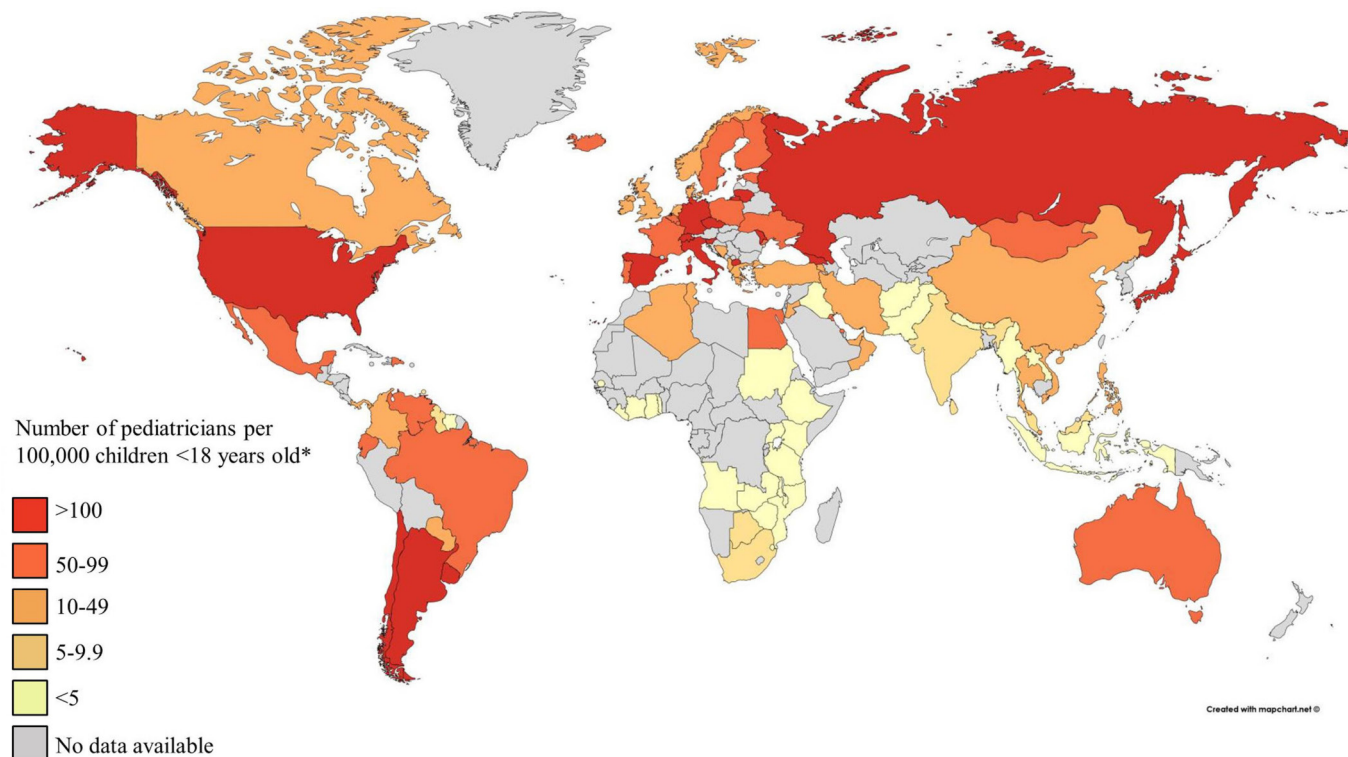 Number of pediatricians per
100,000 children <18 years old*
>100
50-99
10-49
5-9.9
<5
No data available
Created with mapchart.net ©